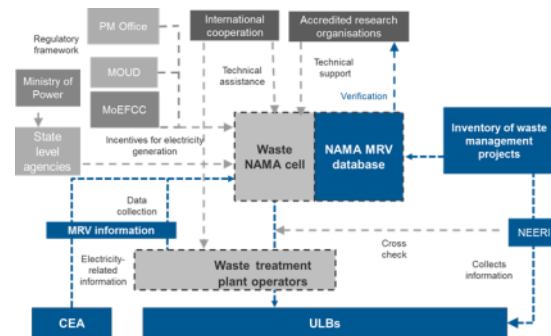 PM Office
Regulatory
framework
MOUD
Ministry of
Power
MoEFCC
State
level
agencies
International
cooperation
Accredited research
organisations
Technical
assistance
Technical
support
Verification
Incentives for electricity
generation
Waste
NAMA cell
NAMA MRV
database
Inventory of waste
management
projects
Data
collection
MRV information
Electricity-
related
information
Waste treatment
plant operators
Cross
check
NEERI
Collects
information
CEA
ULBs